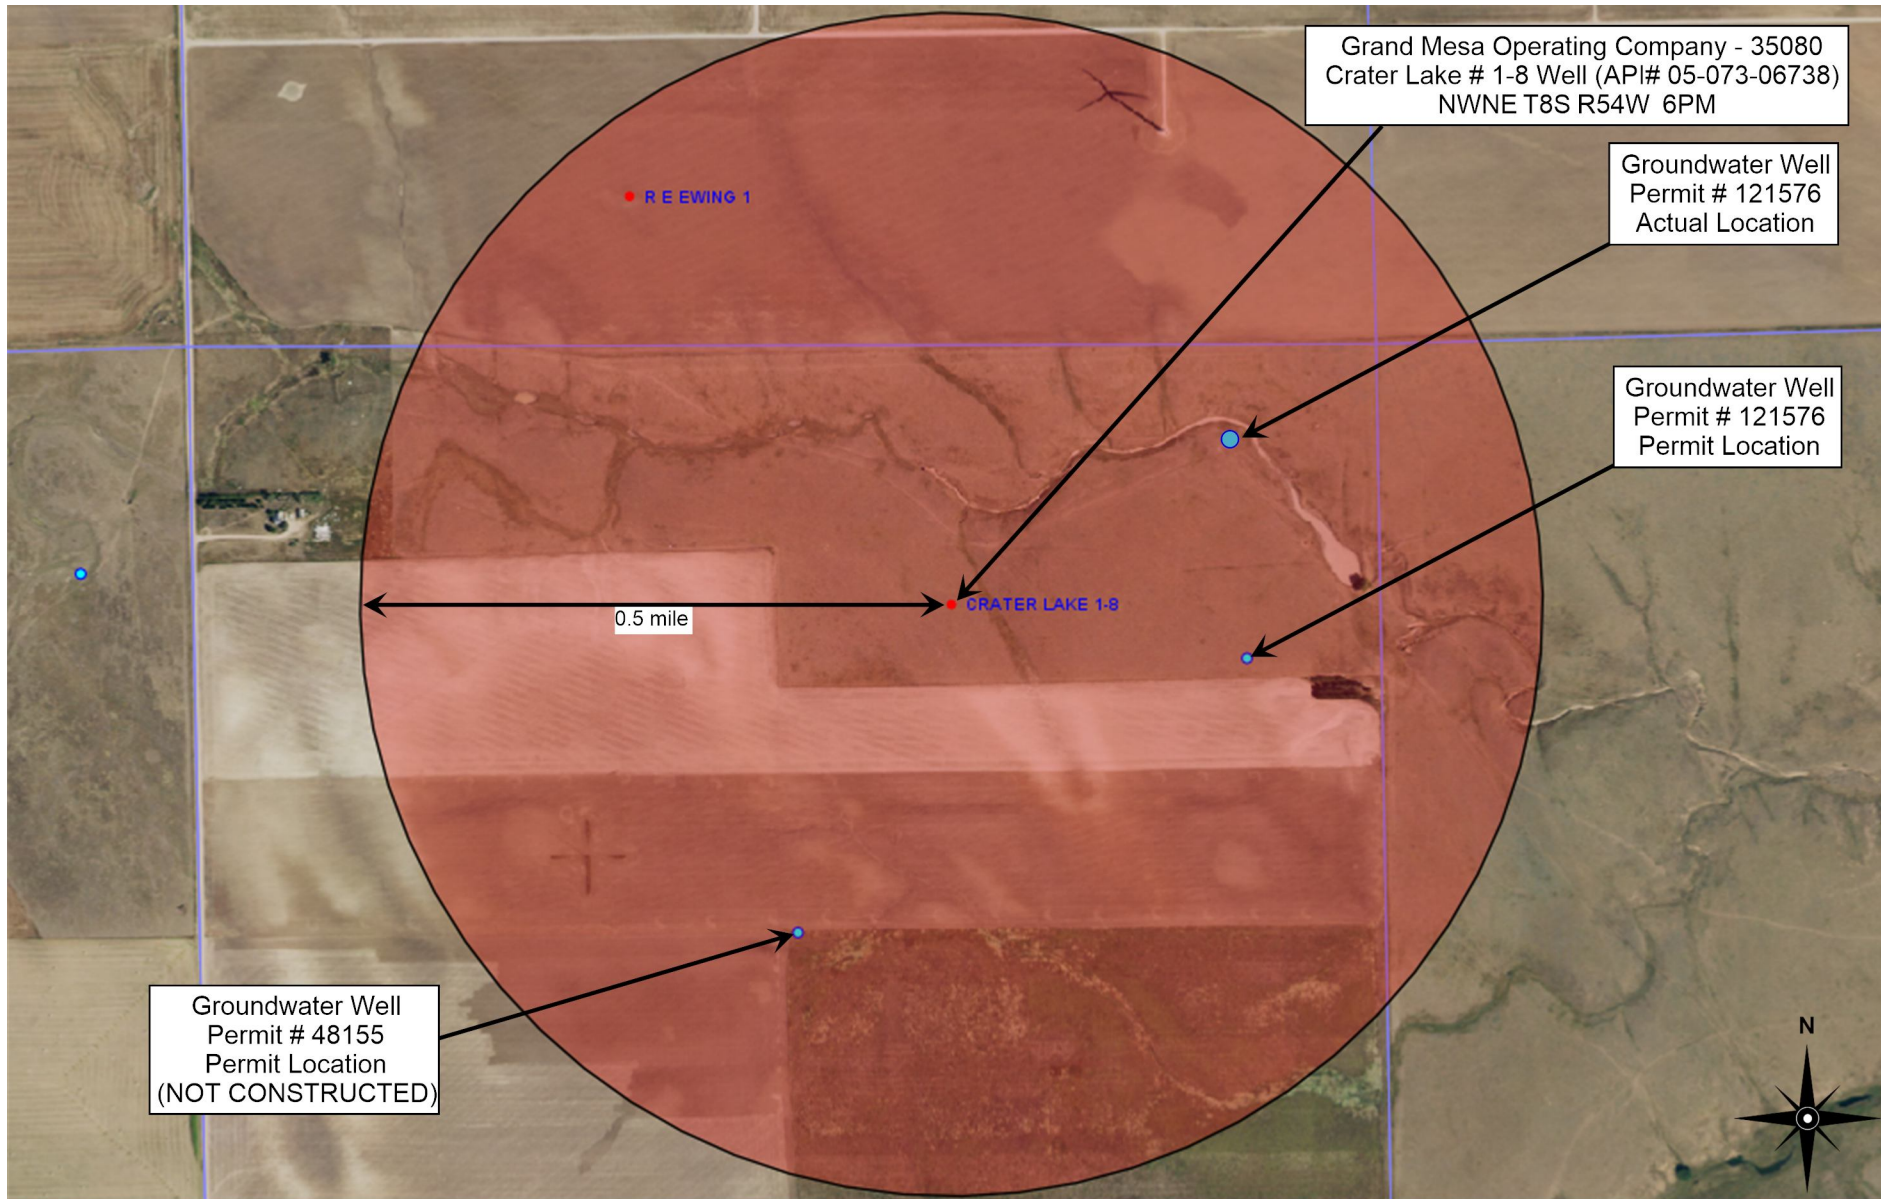 Grand Mesa Operating Company - 35080
Crater Lake # 1-8 Well (API# 05-073-06738)
NWNE T8S R54W 6PM
Groundwater Well
Permit # 121576
Actual Location
R E EWING 1
Groundwater Well
Permit # 121576
Permit Location
CRATER LAKE 1-8
0.5 mile
Groundwater Well
Permit # 48155
Permit Location
(NOT CONSTRUCTED)
N